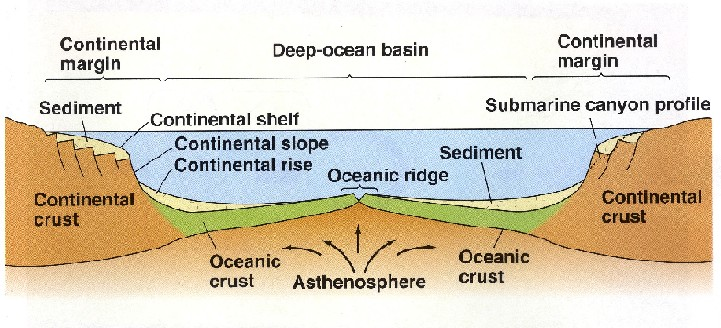 Continental
margin
Deep-ocean basin
Continental
margin
Sediment
Continental shelf
Submarine canyon profile
Continental slope
Continental rise
Sediment
Oceanic ridge
Continental
crust
Continental
crust
Oceanic
crust
Asthenosphere
Oceanic
crust